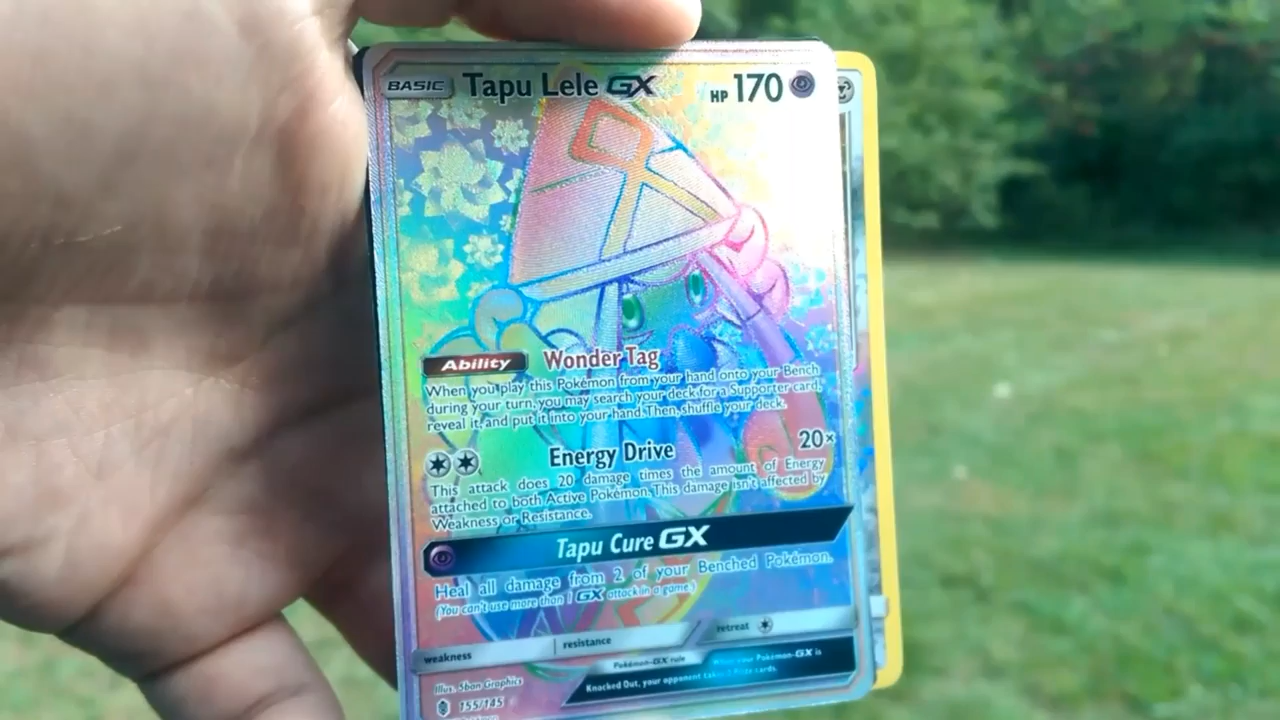 BASIC Tapu Lele GX HP 170
Ability Wonder Tag
When you play this Pokémon from your hand onto your Bench
during your turn, you may search your deck for a Supporter card,
reveal it, and put it into your hand. Then, shuffle your deck.
Energy Drive 20×
This attack does 20 damage times the amount of Energy
attached to both Active Pokémon. This damage isn't affected by
Weakness or Resistance.
Tapu Cure GX
Heal all damage from 2 of your Benched Pokémon.
(You can't use more than 1 GX attack in a game.)
weakness resistance retreat
Pokémon-GX rule When your Pokémon-GX is
Knocked Out, your opponent takes 2 Prize cards.
Illus. 5ban Graphics
155/145